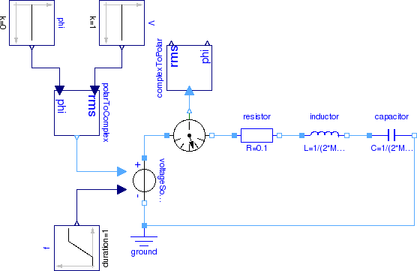 phi
k=0
V
k=1
phi
rms
polarToComplex
complexToPolar
rms
phi
resistor
R=0.1
inductor
L=1/(2*M...
capacitor
C=1/(2*M...
+
-
voltageSo...
f
duration=1
ground